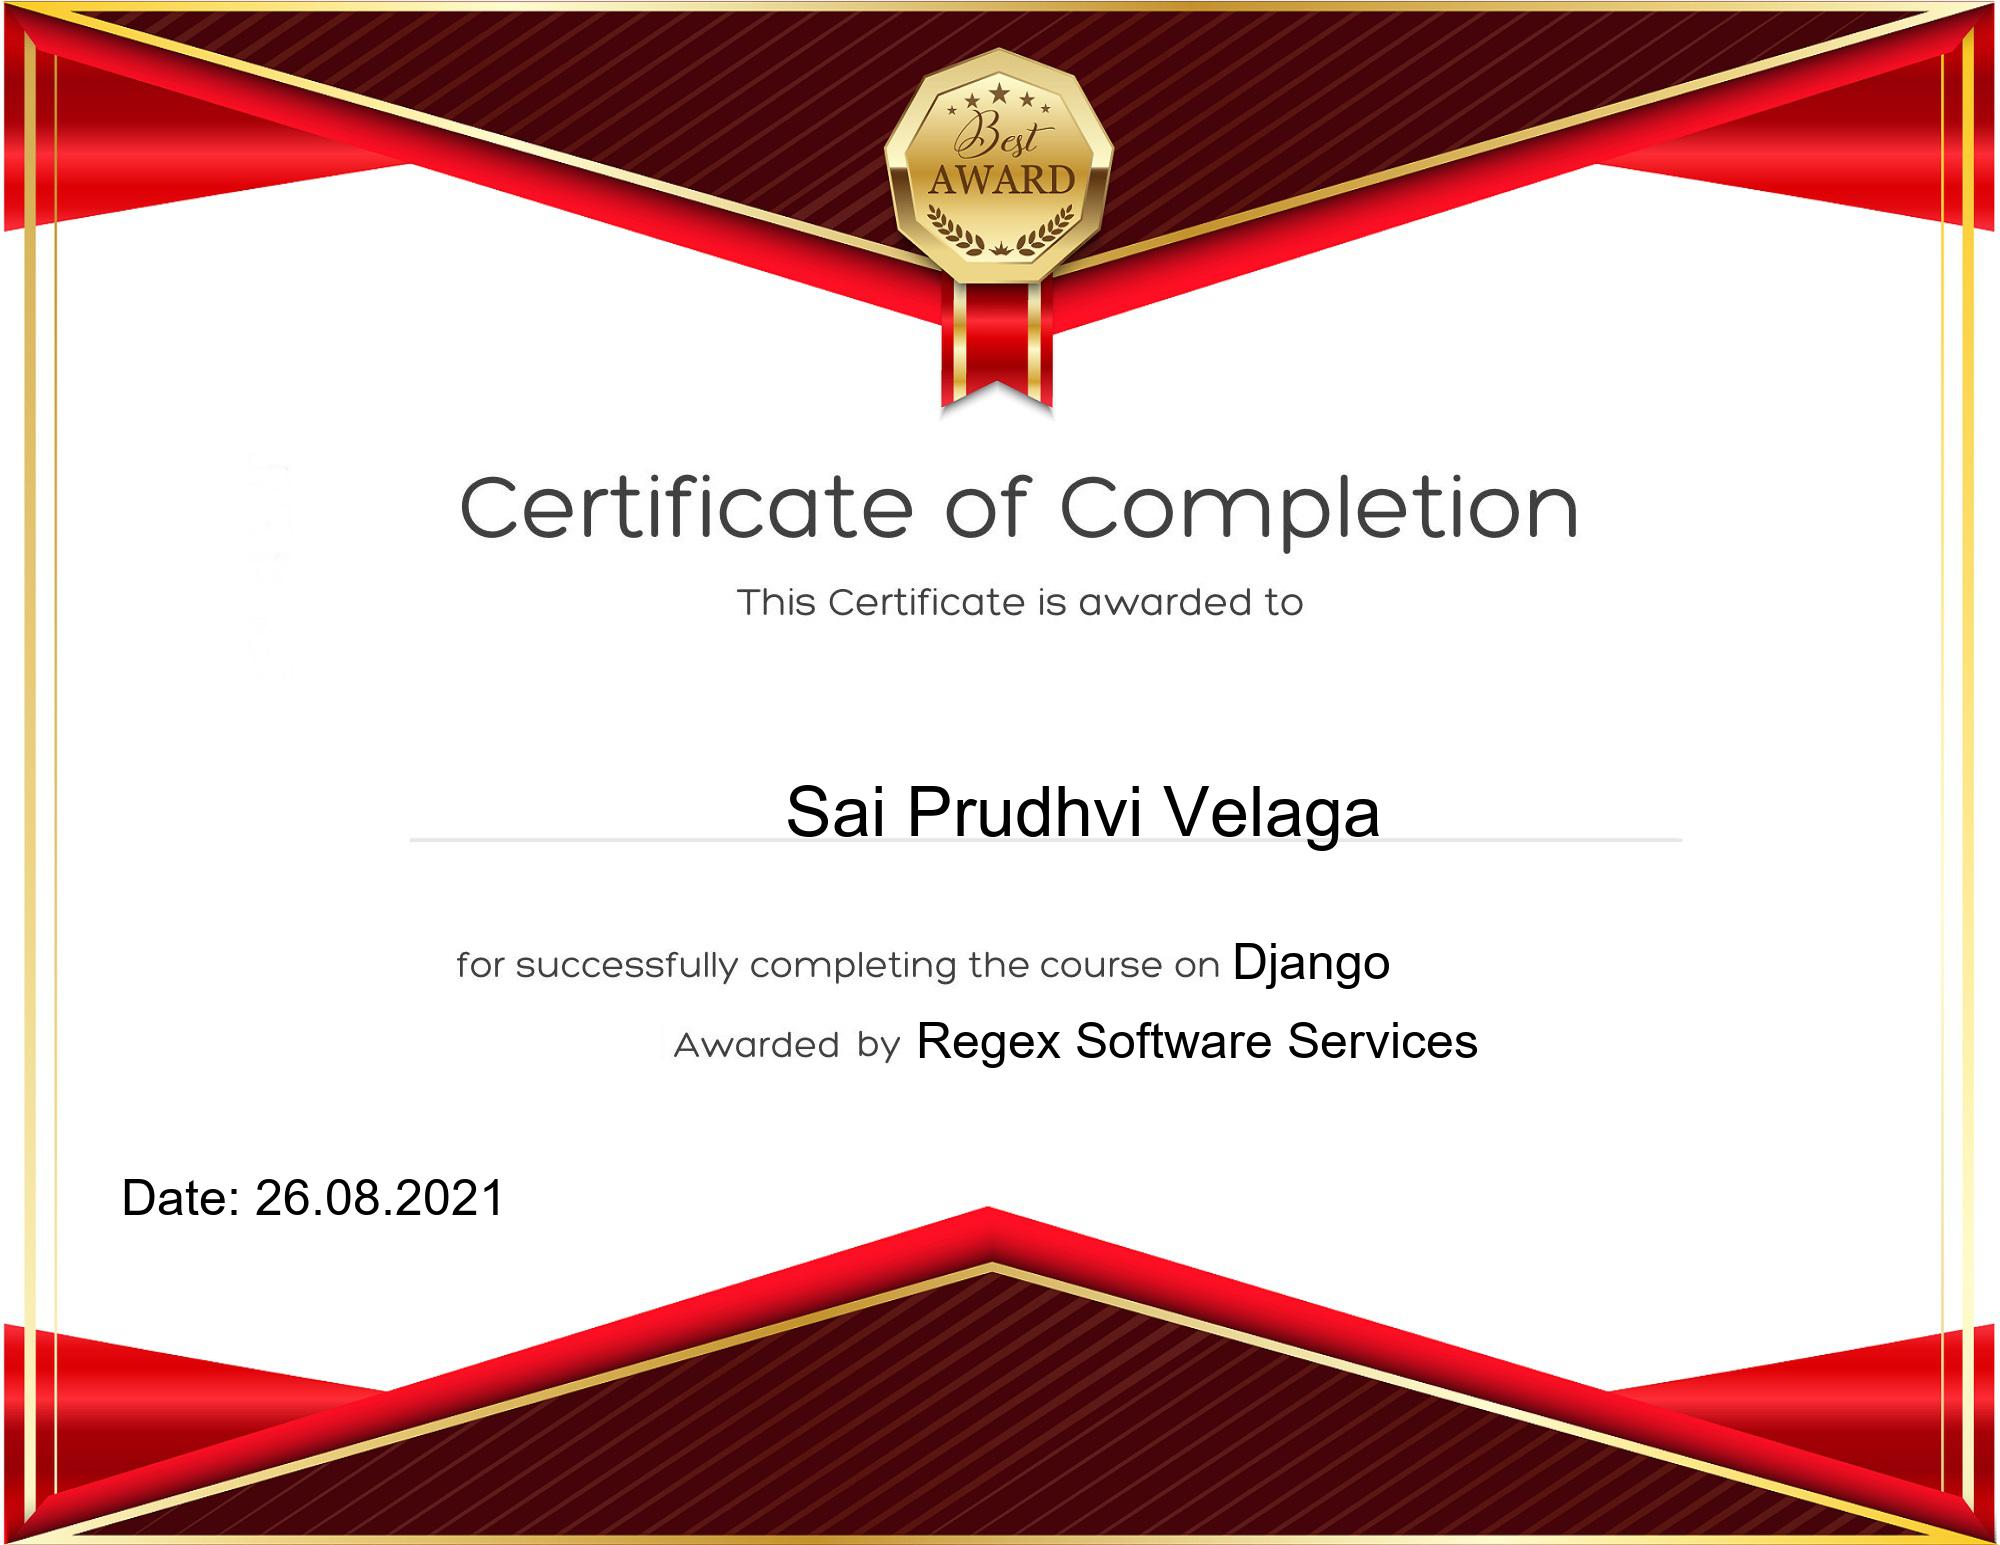 Best
AWARD
Certificate of Completion
This Certificate is awarded to
Sai Prudhvi Velaga
for successfully completing the course on Django
Awarded by Regex Software Services
Date: 26.08.2021